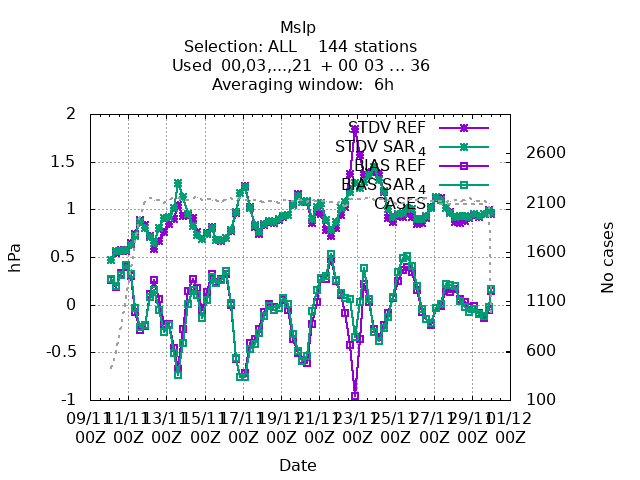 Mslp
Selection: ALL 144 stations
Used 00,03,...,21 + 00 03 ... 36
Averaging window: 6h
STDV REF
STDV SAR4
BIAS REF
BIAS SAR4
CASES
2
1.5
1
0.5
0
-0.5
-1
hPa
2600
2100
1600
1100
600
100
No cases
09/11 11/11 13/11 15/11 17/11 19/11 21/11 23/11 25/11 27/11 29/11 01/12
00Z 00Z 00Z 00Z 00Z 00Z 00Z 00Z 00Z 00Z 00Z 00Z
Date